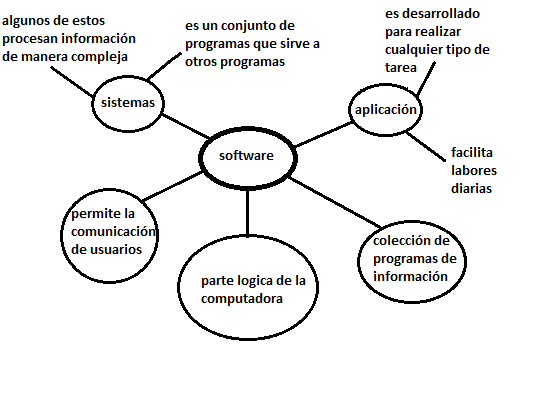 algunos de estos
procesan información
de manera compleja
es un conjunto de
programas que sirve a
otros programas
es desarrollado
para realizar
cualquier tipo de
tarea
sistemas
aplicación
software
facilita
labores
diarias
permite la
comunicación
de usuarios
parte logica de la
computadora
colección de
programas de
información